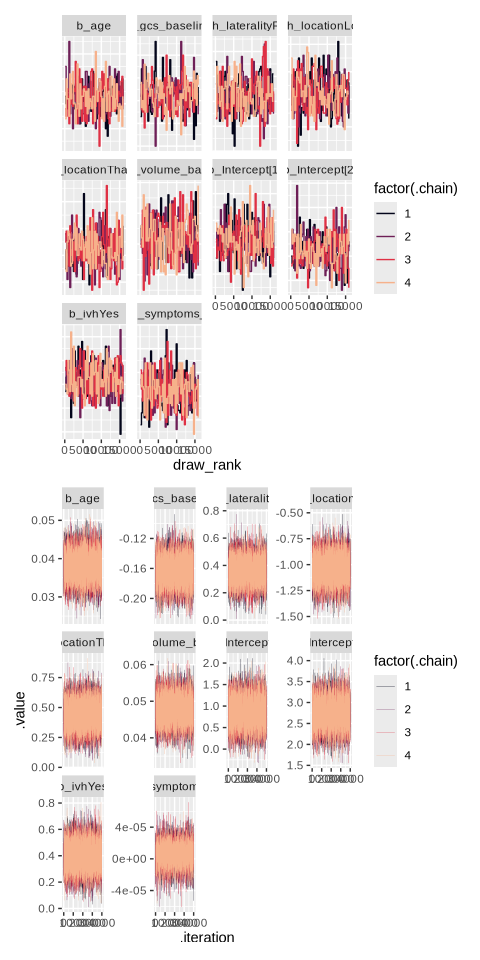 b_age
_gcs_baselin
h_lateralityR
h_locationLo
_locationTha
_volume_ba
b_Intercept[1
b_Intercept[2
b_ivhYes
_symptoms_
draw_rank
factor(.chain)
1
2
3
4
b_age
cs_base
_lateralit
_location
0.05
0.04
0.03
-0.12
-0.16
-0.20
0.8
0.6
0.4
0.2
0.0
-0.50
-0.75
-1.00
-1.25
-1.50
ocationTh
olume_b
Intercept
Intercept
0.75
0.50
0.25
0.00
0.06
0.05
0.04
2.0
1.5
1.0
0.5
0.0
4.0
3.5
3.0
2.5
2.0
1.5
b_ivhYes
symptom
0.8
0.6
0.4
0.2
0.0
4e-05
0e+00
-4e-05
.value
.iteration
factor(.chain)
1
2
3
4